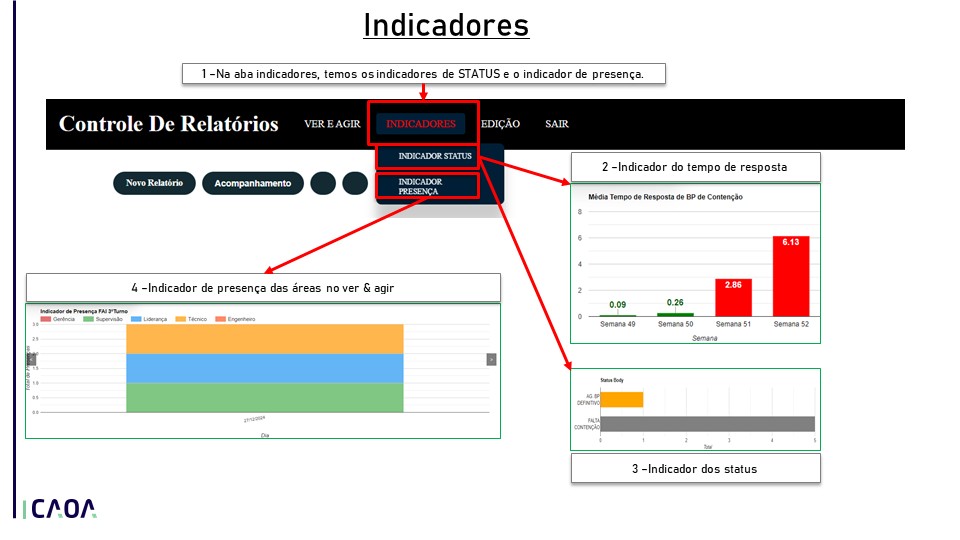 Indicadores
1 –Na aba indicadores, temos os indicadores de STATUS e o indicador de presença.
Controle De Relatórios
VER E AGIR
INDICADORES
EDIÇÃO
SAIR
INDICADOR STATUS
INDICADOR
PRESENÇA
Novo Relatório
Acompanhamento
2 –Indicador do tempo de resposta
Média Tempo de Resposta de BP de Contenção
8
6
4
2
0
0.09
0.26
2.86
6.13
Semana 49
Semana 50
Semana 51
Semana 52
Semana
4 –Indicador de presença das áreas no ver & agir
Indicador de Presença FAI 3ºTurno
Gerência
Supervisão
Liderança
Técnico
Engenheiro
3.0
2.5
2.0
1.5
1.0
0.5
0.0
27/12/2024
Dia
Status Body
AG. BP
DEFINITIVO
FALTA
CONTENÇÃO
0 1 2 3 4 5
Total
3 –Indicador dos status
CAOA